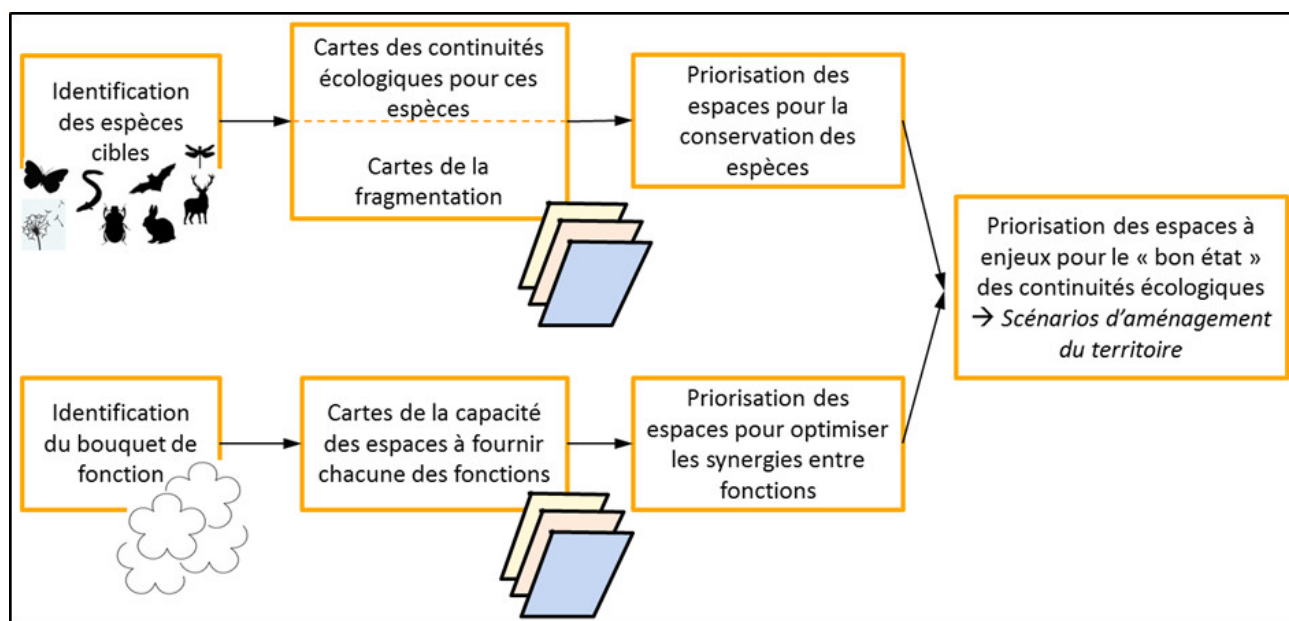 Identification
des espèces
cibles
Cartes des continuités
écologiques pour ces
espèces
Cartes de la
fragmentation
Priorisation des
espaces pour la
conservation des
espèces
Priorisation des espaces à
enjeux pour le « bon état »
des continuités écologiques
→ Scénarios d’aménagement
du territoire
Identification
du bouquet de
fonction
Cartes de la capacité
des espaces à fournir
chacune des fonctions
Priorisation des
espaces pour optimiser
les synergies entre
fonctions